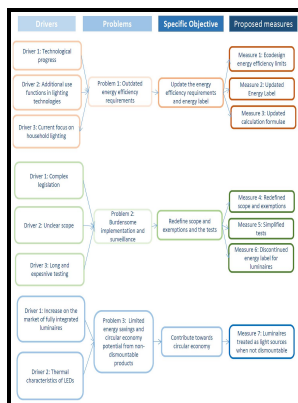 Drivers
Problems
Specific Objective
Proposed measures
Driver 1: Technological
progress
Driver 2: Additional use
functions in lighting
technologies
Driver 3: Current focus on
household lighting
Problem 1: Outdated
energy efficiency
requirements
Update the energy
efficiency requirements
and energy label
Measure 1: Ecodesign
energy efficiency limits
Measure 2: Updated
Energy Label
Measure 3: Updated
calculation formulae
Driver 1: Complex
legislation
Driver 2: Unclear scope
Driver 3: Long and
expesnive testing
Problem 2:
Burdensome
implementation and
surveillance
Redefine scope and
exemptions and the tests
Measure 4: Redefined
scope and exemptions
Measure 5: Simplified
tests
Measure 6: Discontinued
energy label for
luminaires
Driver 1: Increase on the
market of fully integrated
luminaires
Driver 2: Thermal
characteristics of LEDs
Problem 3: Limited
energy savings and
circular economy
potential from non-
dismountable
products
Contribute towards
circular economy
Measure 7: Luminaires
treated as light sources
when not dismountable